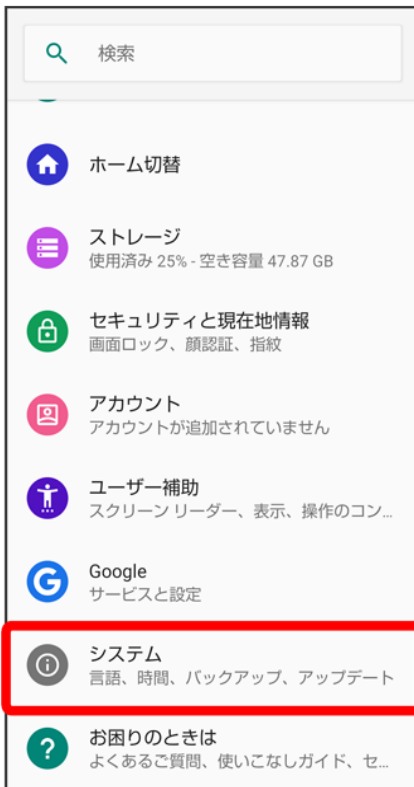 検索
ホーム切替
ストレージ
使用済み 25% - 空き容量 47.87 GB
セキュリティと現在地情報
画面ロック、顔認証、指紋
アカウント
アカウントが追加されていません
ユーザー補助
スクリーン リーダー、表示、操作のコン...
Google
サービスと設定
システム
言語、時間、バックアップ、アップデート
お困りのときは
よくあるご質問、使いこなしガイド、セ...